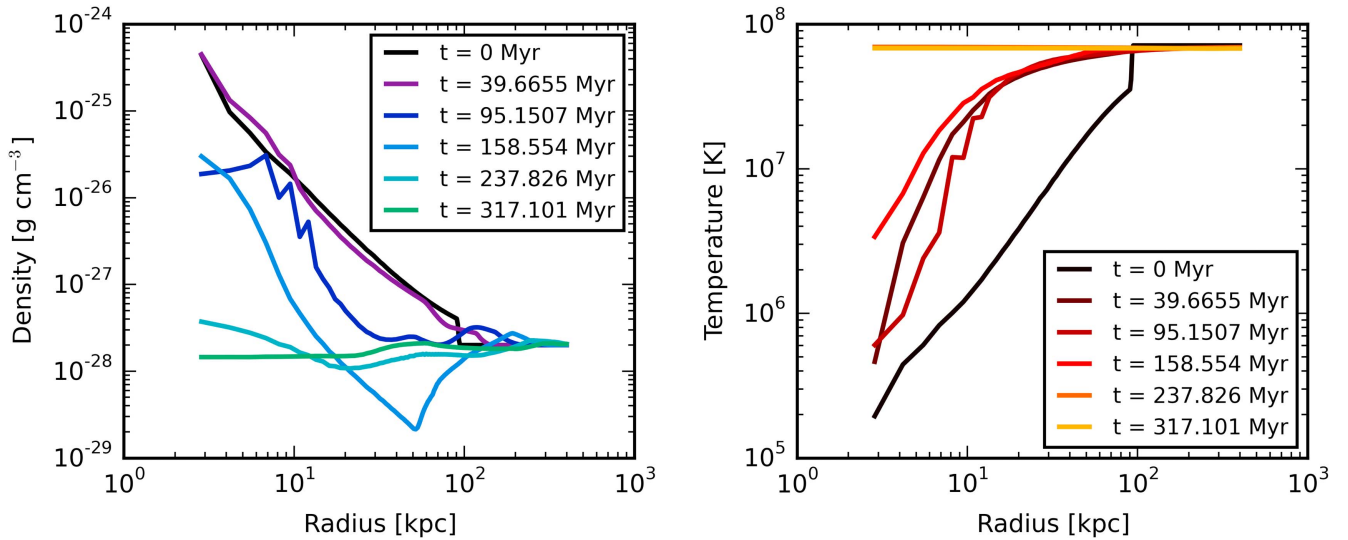 10^-24
10^-25
10^-26
10^-27
10^-28
10^-29
Density [g cm^−3]
10^0
10^1
10^2
10^3
Radius [kpc]
t = 0 Myr
t = 39.6655 Myr
t = 95.1507 Myr
t = 158.554 Myr
t = 237.826 Myr
t = 317.101 Myr
10^8
10^7
10^6
10^5
Temperature [K]
10^0
10^1
10^2
10^3
Radius [kpc]
t = 0 Myr
t = 39.6655 Myr
t = 95.1507 Myr
t = 158.554 Myr
t = 237.826 Myr
t = 317.101 Myr